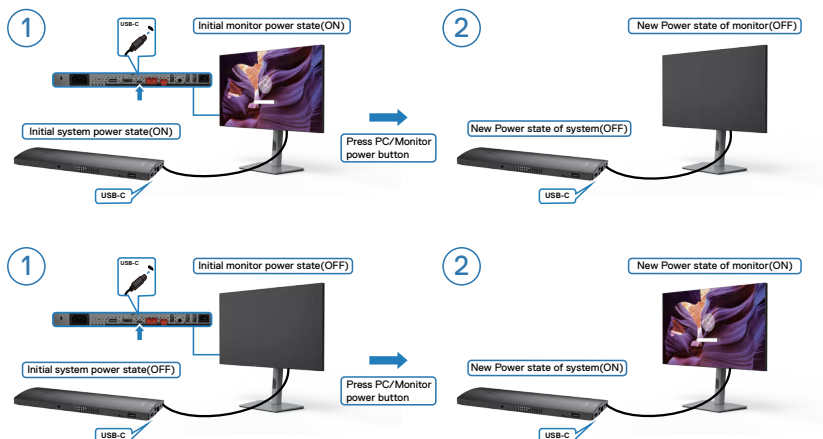 1
USB-C
Initial monitor power state(ON)
Initial system power state(ON)
USB-C
Press PC/Monitor
power button
2
New Power state of monitor(OFF)
New Power state of system(OFF)
USB-C
1
USB-C
Initial monitor power state(OFF)
Initial system power state(OFF)
USB-C
Press PC/Monitor
power button
2
New Power state of monitor(ON)
New Power state of system(ON)
USB-C